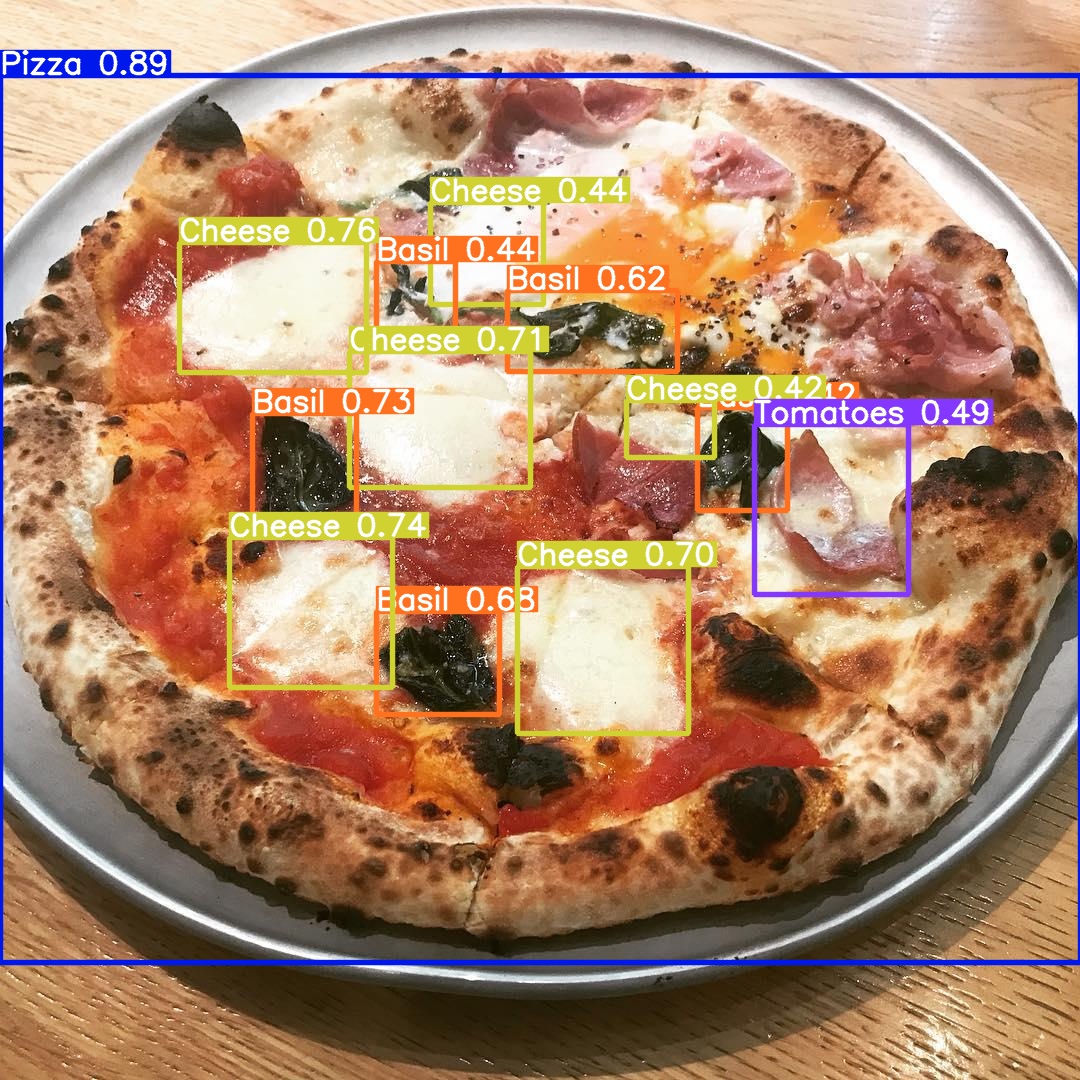 Pizza 0.89
Cheese 0.44
Cheese 0.76
Basil 0.44
Basil 0.62
Cheese 0.71
Cheese 0.42
Basil 0.73
Tomatoes 0.49
Cheese 0.74
Cheese 0.70
Basil 0.68